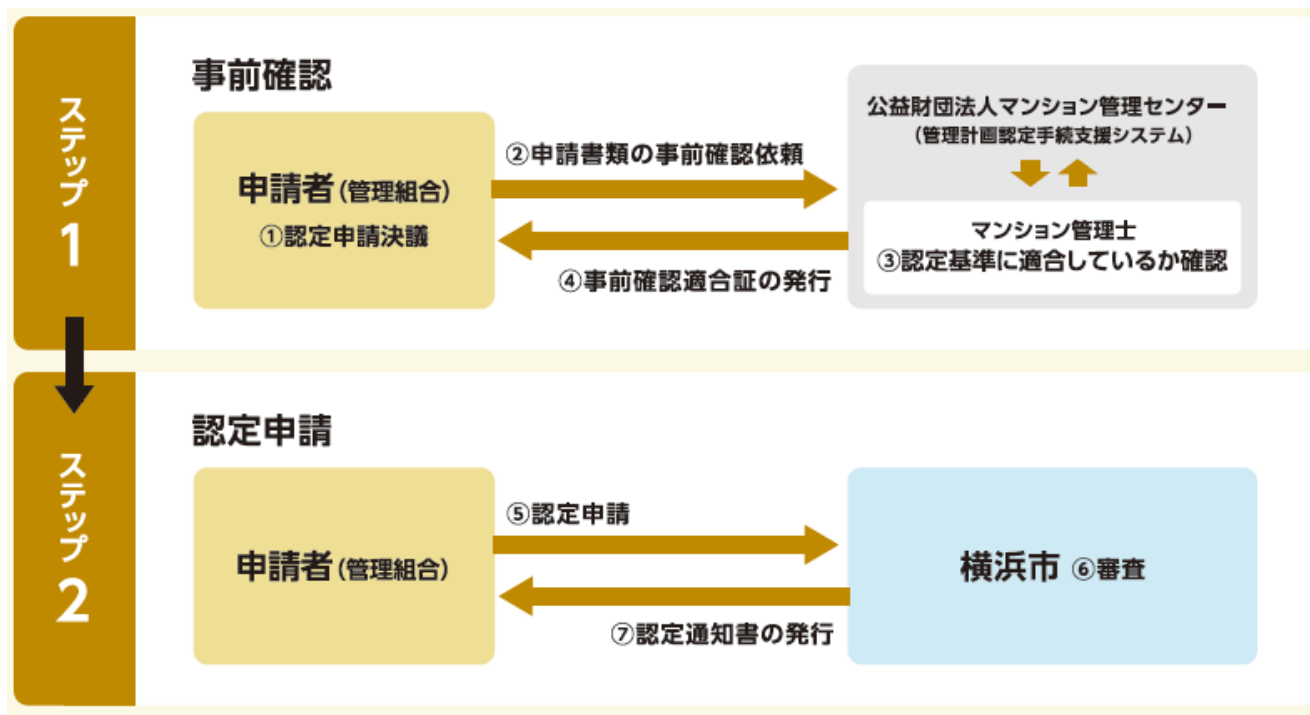 ステップ
1
事前確認
申請者(管理組合)
①認定申請決議
②申請書類の事前確認依頼
④事前確認適合証の発行
公益財団法人マンション管理センター
(管理計画認定手続支援システム)
マンション管理士
③認定基準に適合しているか確認
ステップ
2
認定申請
申請者(管理組合)
⑤認定申請
⑦認定通知書の発行
横浜市 ⑥審査